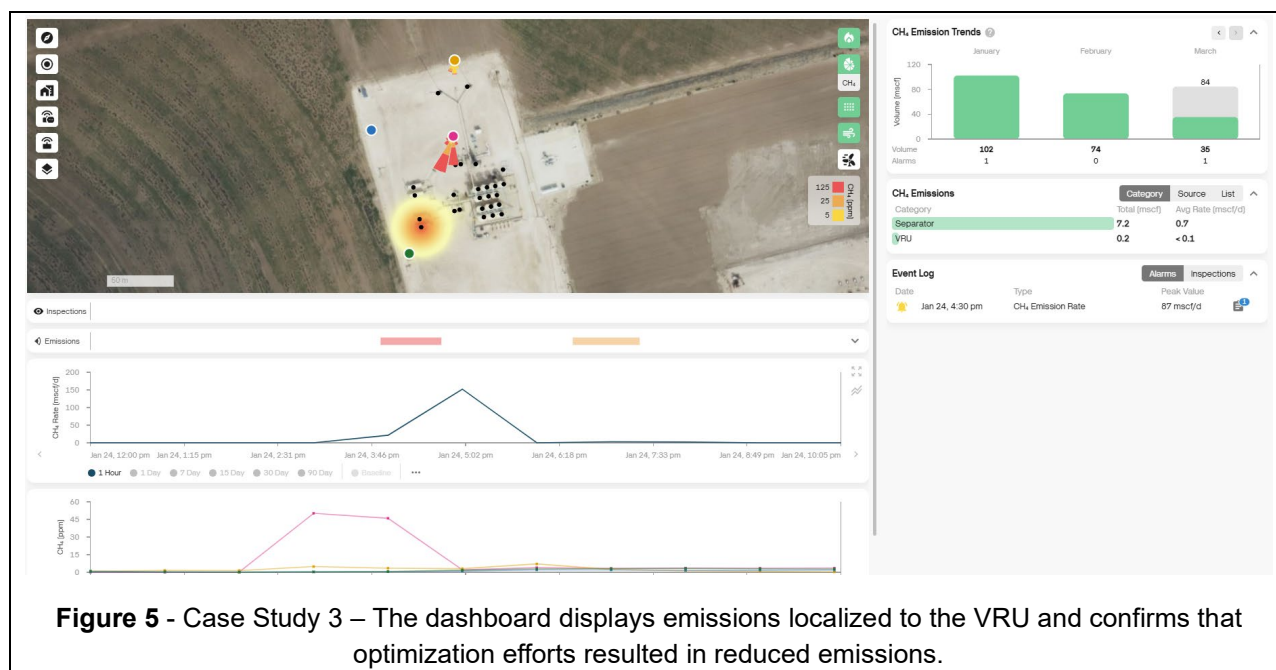 CH₄
125
25
5
CH₄ [ppm]
50 m
Inspections
Emissions
200
150
100
50
0
CH₄ Rate [mscf/d]
Jan 24, 12:00 pm Jan 24, 1:15 pm Jan 24, 2:31 pm Jan 24, 3:46 pm Jan 24, 5:02 pm Jan 24, 6:18 pm Jan 24, 7:33 pm Jan 24, 8:49 pm Jan 24, 10:05 pm
1 Hour 1 Day 7 Day 15 Day 30 Day 90 Day Baseline
60
45
30
15
0
CH₄ [ppm]
CH₄ Emission Trends ?
January February March
120
80
40
0
Volume [mscf]
84
Volume 102 74 35
Alarms 1 0 1
CH₄ Emissions Category Source List
Category Total [mscf] Avg Rate [mscf/d]
Separator 7.2 0.7
VRU 0.2 < 0.1
Event Log Alarms Inspections
Date Type Peak Value
Jan 24, 4:30 pm CH₄ Emission Rate 87 mscf/d 1
Figure 5 - Case Study 3 – The dashboard displays emissions localized to the VRU and confirms that
optimization efforts resulted in reduced emissions.